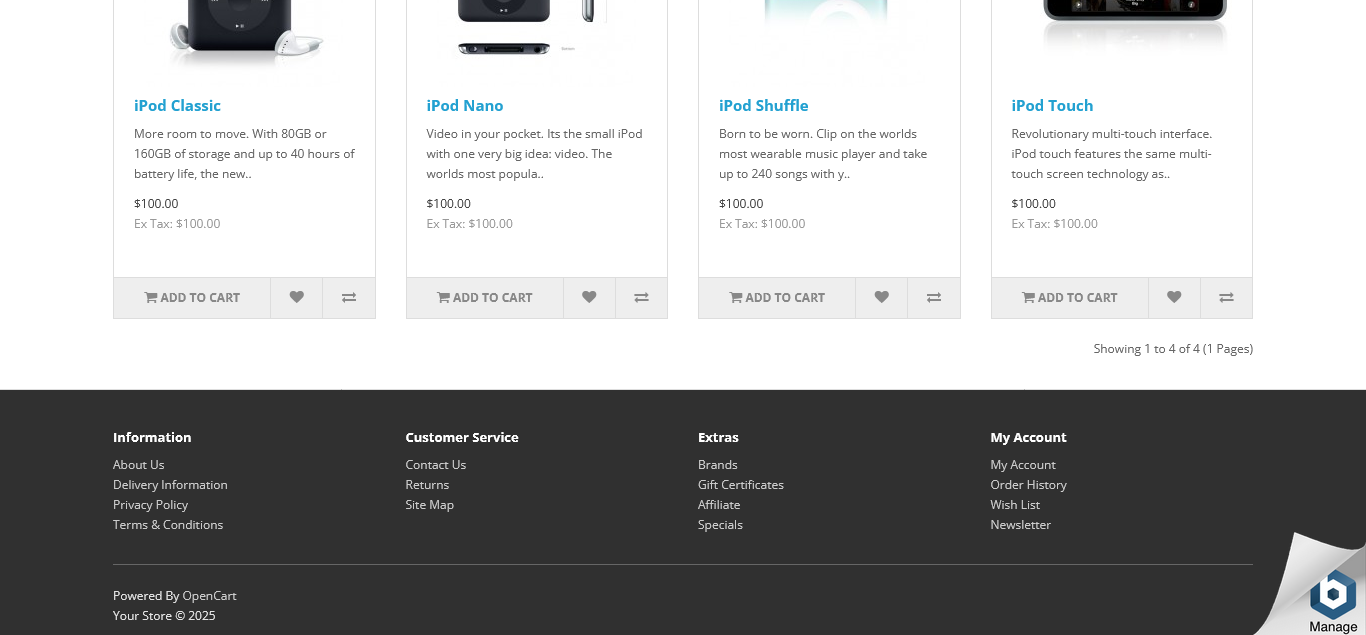 iPod Classic
More room to move. With 80GB or
160GB of storage and up to 40 hours of
battery life, the new..
$100.00
Ex Tax: $100.00
ADD TO CART
iPod Nano
Video in your pocket. Its the small iPod
with one very big idea: video. The
worlds most popula..
$100.00
Ex Tax: $100.00
ADD TO CART
iPod Shuffle
Born to be worn. Clip on the worlds
most wearable music player and take
up to 240 songs with y..
$100.00
Ex Tax: $100.00
ADD TO CART
iPod Touch
Revolutionary multi-touch interface.
iPod touch features the same multi-
touch screen technology as..
$100.00
Ex Tax: $100.00
ADD TO CART
Showing 1 to 4 of 4 (1 Pages)
Information
About Us
Delivery Information
Privacy Policy
Terms & Conditions
Customer Service
Contact Us
Returns
Site Map
Extras
Brands
Gift Certificates
Affiliate
Specials
My Account
My Account
Order History
Wish List
Newsletter
Powered By OpenCart
Your Store © 2025
Manage